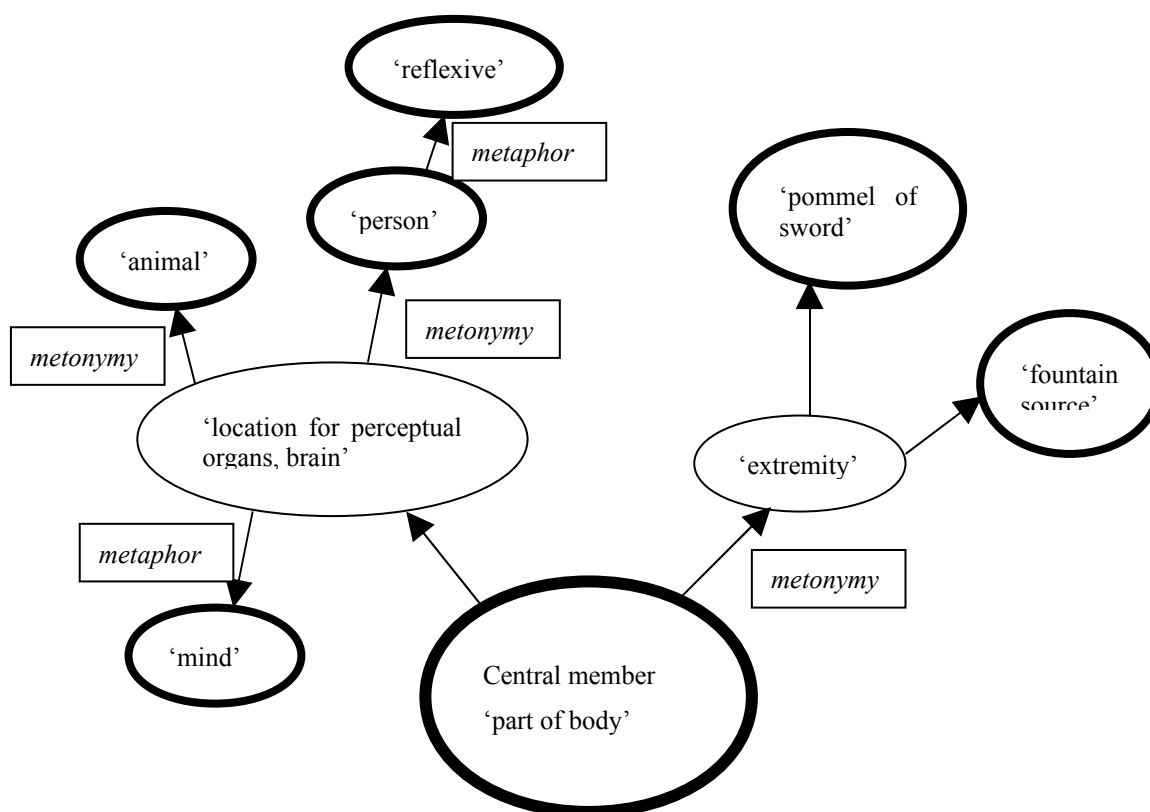 ‘reflexive’
metaphor
‘person’
‘pommel of
sword’
‘animal’
metonymy
metonymy
‘fountain
source’
‘location for perceptual
organs, brain’
‘extremity’
metaphor
metonymy
‘mind’
Central member
‘part of body’